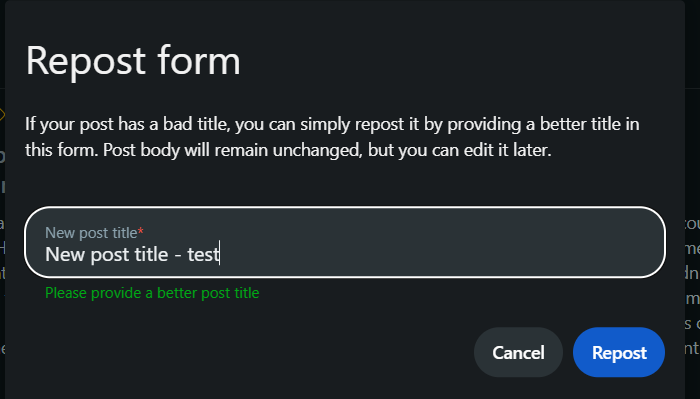 Repost form
If your post has a bad title, you can simply repost it by providing a better title in
this form. Post body will remain unchanged, but you can edit it later.
New post title*
New post title - test
Please provide a better post title
Cancel
Repost